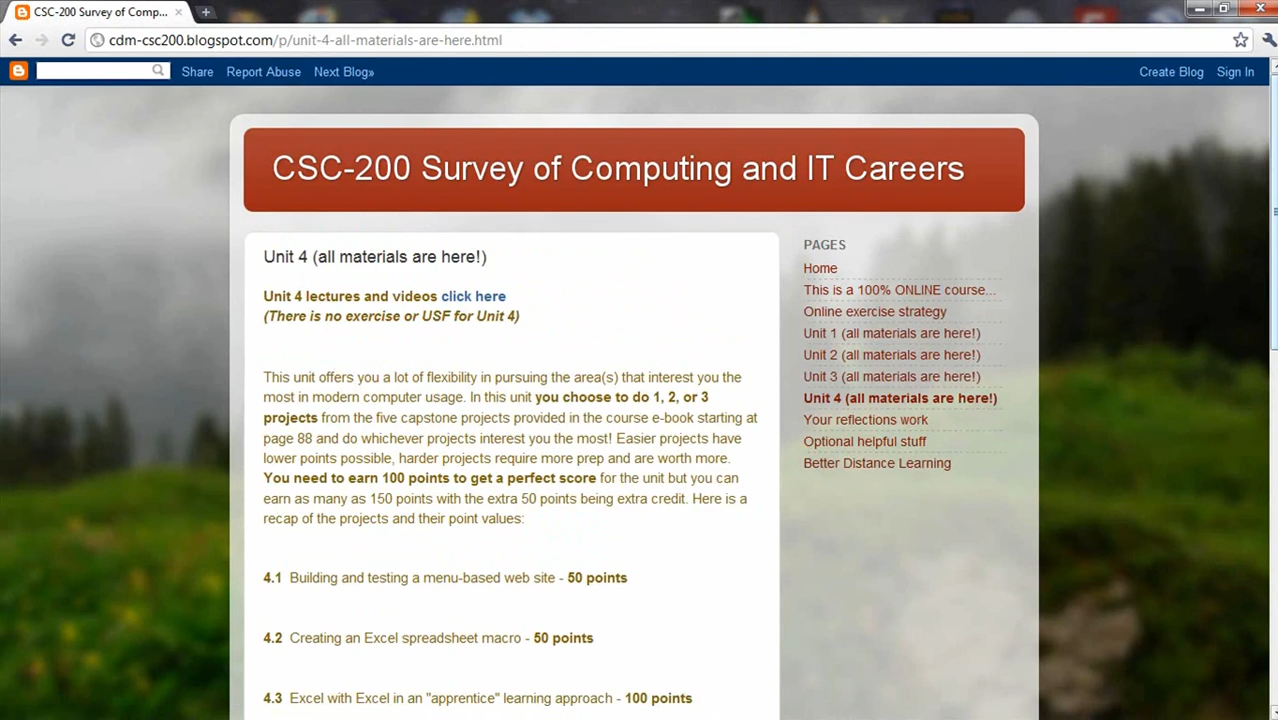 CSC-200 Survey of Comp...
cdm-csc200.blogspot.com/p/unit-4-all-materials-are-here.html
Share Report Abuse Next Blog» Create Blog Sign In
CSC-200 Survey of Computing and IT Careers
Unit 4 (all materials are here!)
Unit 4 lectures and videos click here
(There is no exercise or USF for Unit 4)
This unit offers you a lot of flexibility in pursuing the area(s) that interest you the
most in modern computer usage. In this unit you choose to do 1, 2, or 3
projects from the five capstone projects provided in the course e-book starting at
page 88 and do whichever projects interest you the most! Easier projects have
lower points possible, harder projects require more prep and are worth more.
You need to earn 100 points to get a perfect score for the unit but you can
earn as many as 150 points with the extra 50 points being extra credit. Here is a
recap of the projects and their point values:
4.1 Building and testing a menu-based web site - 50 points
4.2 Creating an Excel spreadsheet macro - 50 points
4.3 Excel with Excel in an "apprentice" learning approach - 100 points
PAGES
Home
This is a 100% ONLINE course...
Online exercise strategy
Unit 1 (all materials are here!)
Unit 2 (all materials are here!)
Unit 3 (all materials are here!)
Unit 4 (all materials are here!)
Your reflections work
Optional helpful stuff
Better Distance Learning